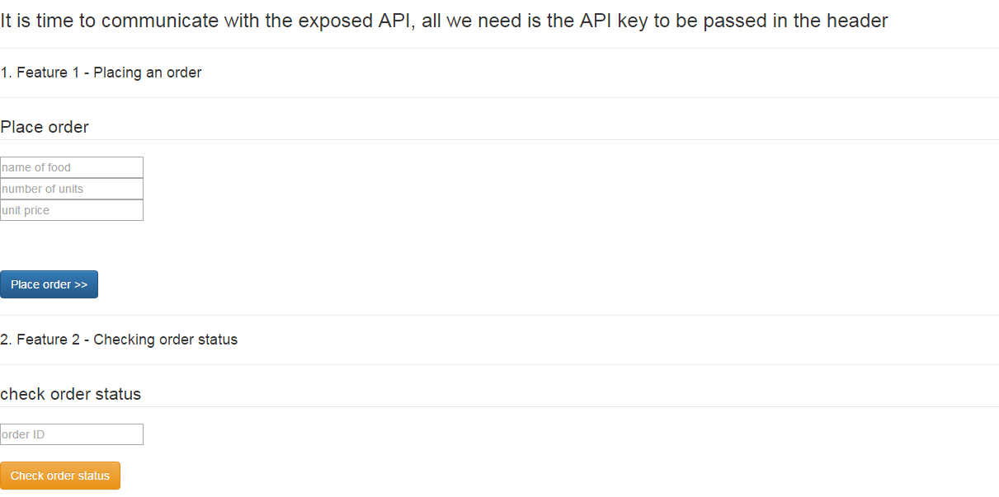 It is time to communicate with the exposed API, all we need is the API key to be passed in the header
1. Feature 1 - Placing an order
Place order
name of food
number of units
unit price
Place order >>
2. Feature 2 - Checking order status
check order status
order ID
Check order status